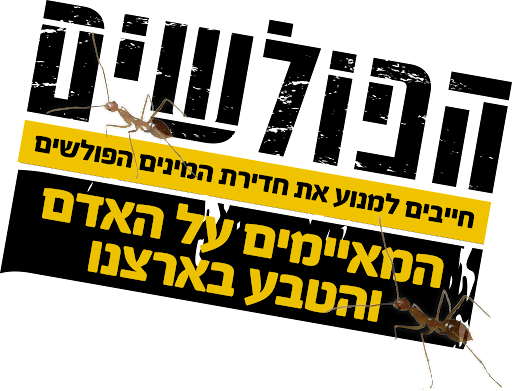 הפולשים
חייבים למנוע את חדירת המינים הפולשים
המאיימים על האדם
והטבע בארצנו